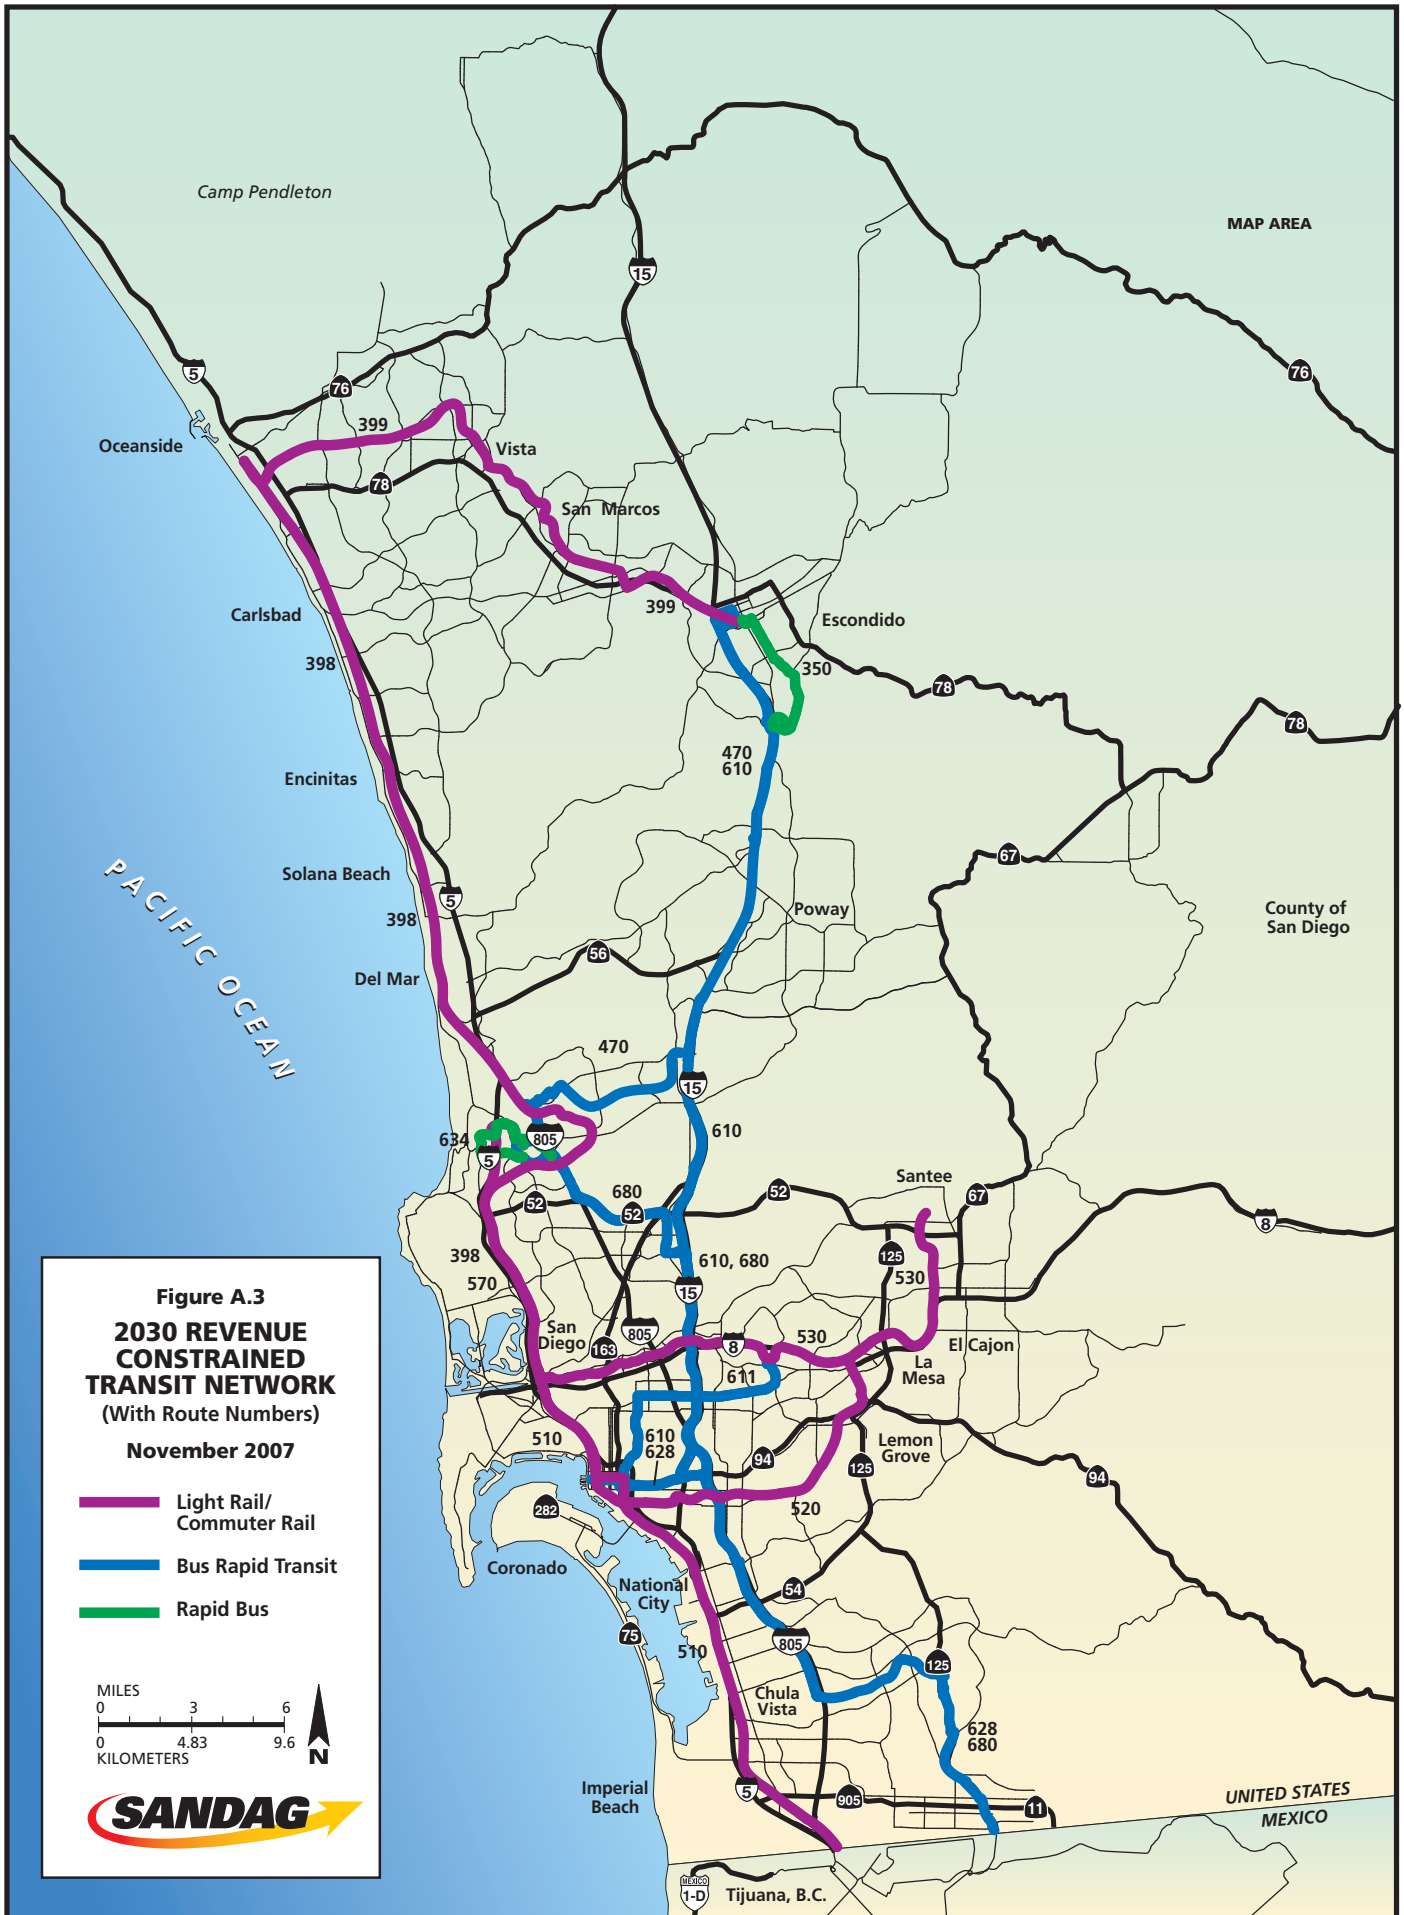 Camp Pendleton
MAP AREA
15
76
5
76
399
Oceanside
Vista
78
San Marcos
399
Carlsbad
Escondido
398
350
78
78
470
610
Encinitas
67
Solana Beach
5
398
Poway
County of
San Diego
56
Del Mar
PACIFIC OCEAN
470
15
610
634
805
5
Santee
52
67
680
52
52
8
398
125
610, 680
530
570
15
Figure A.3
2030 REVENUE
CONSTRAINED
TRANSIT NETWORK
(With Route Numbers)
November 2007
Light Rail/
Commuter Rail
Bus Rapid Transit
Rapid Bus
MILES
0 3 6
0 4.83 9.6
KILOMETERS
N
SANDAG
San
Diego
805
163
8
530
El Cajon
La
Mesa
611
510
610
628
94
Lemon
Grove
125
94
282
520
Coronado
National
City
54
75
805
510
125
Chula
Vista
628
680
Imperial
Beach
5
905
11
UNITED STATES
MEXICO
MEXICO
1-D
Tijuana, B.C.